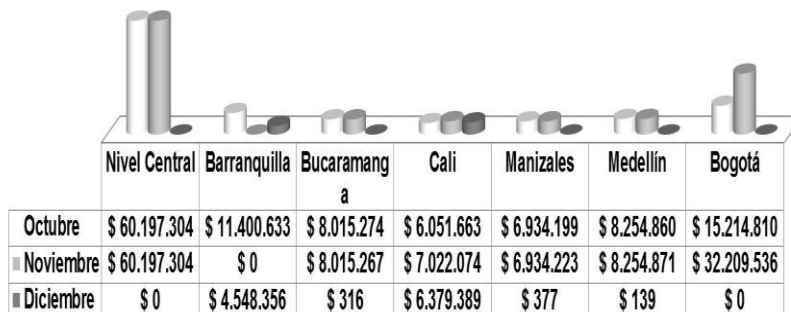 Nivel Central Barranquilla Bucaramang Cali Manizales Medellín Bogotá
a
Octubre $ 60.197.304 $ 11.400.633 $ 8.015.274 $ 6.051.663 $ 6.934.199 $ 8.254.860 $ 15.214.810
Noviembre $ 60.197.304 $ 0 $ 8.015.267 $ 7.022.074 $ 6.934.223 $ 8.254.871 $ 32.209.536
Diciembre $ 0 $ 4.548.356 $ 316 $ 6.379.389 $ 377 $ 139 $ 0